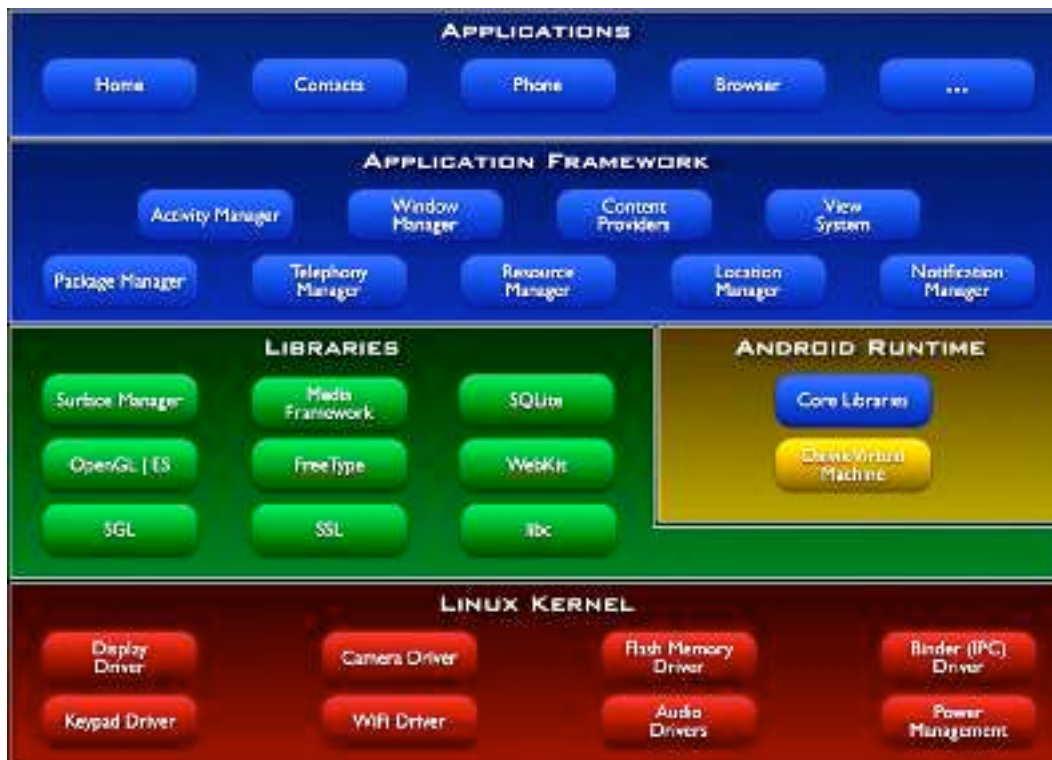 APPLICATIONS
Home
Contacts
Phone
Browser
...
APPLICATION FRAMEWORK
Activity Manager
Window
Manager
Content
Providers
View
System
Package Manager
Telephony
Manager
Resource
Manager
Location
Manager
Notification
Manager
LIBRARIES
Surface Manager
Media
Framework
SQLite
OpenGL | ES
FreeType
WebKit
SGL
SSL
libc
ANDROID RUNTIME
Core Libraries
Dalvik Virtual
Machine
LINUX KERNEL
Display
Driver
Camera Driver
Flash Memory
Driver
Binder (IPC)
Driver
Keypad Driver
WiFi Driver
Audio
Drivers
Power
Management